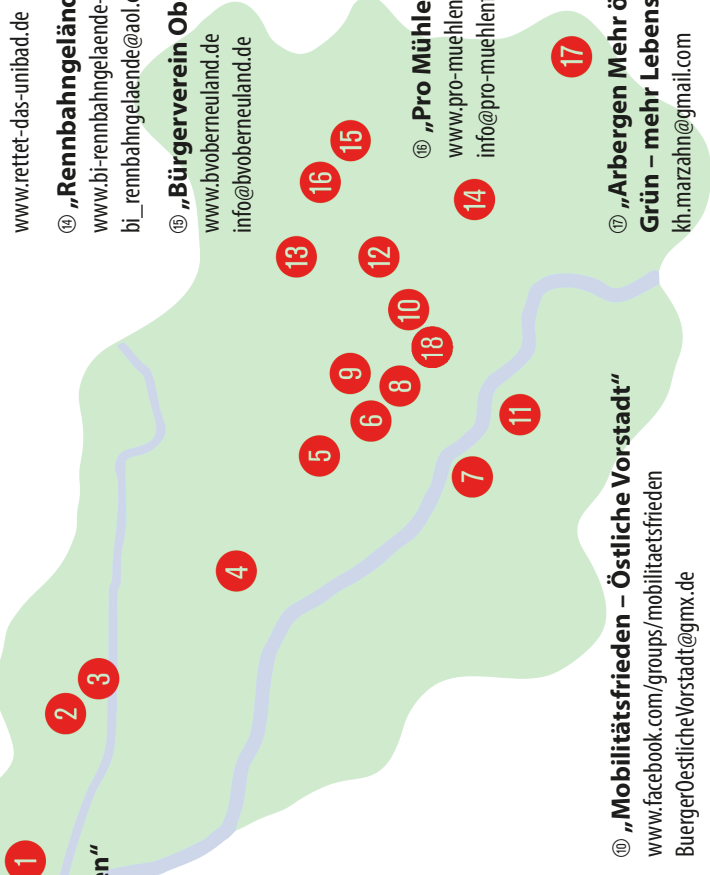 www.rettet-das-unibad.de
⑭ „Rennbahngeländ
www.bi-rennbahngelaende-
bi_rennbahngelaende@aol.c
⑮ „Bürgerverein Ob
www.bvoberneuland.de
info@bvoberneuland.de
⑯ „Pro Mühle
www.pro-muehlen
info@pro-muehlen
⑰ „Arbergen Mehr ö
Grün – mehr Lebens
kh.marzahn@gmail.com
en“
⑩ „Mobilitätsfrieden – Östliche Vorstadt“
www.facebook.com/groups/mobilitaetsfrieden
BuergerOestlicheVorstadt@gmx.de
1
2
3
4
5
6
7
8
9
10
11
12
13
14
15
16
17
18